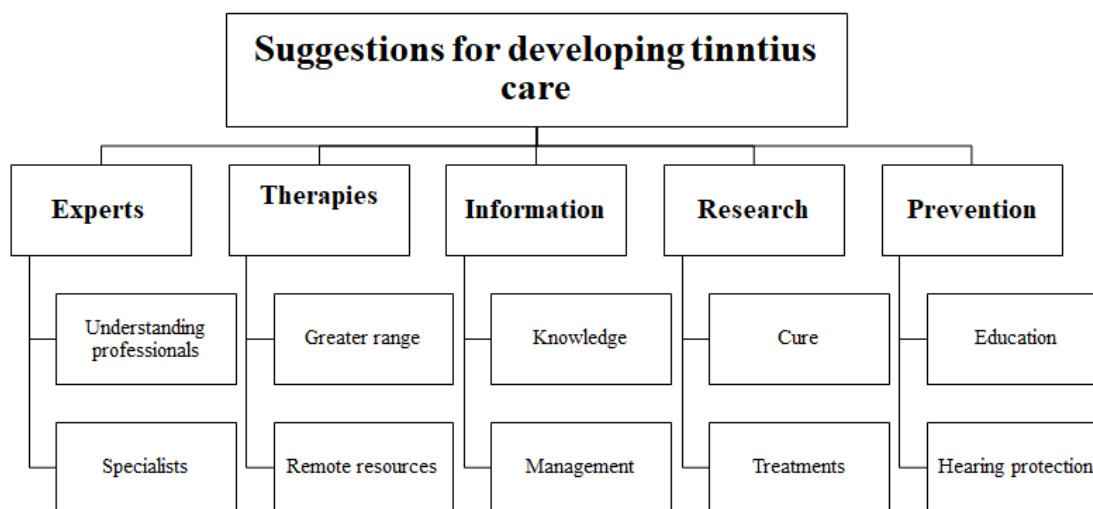 Suggestions for developing tinntius
care
Experts
Therapies
Information
Research
Prevention
Understanding
professionals
Greater range
Knowledge
Cure
Education
Specialists
Remote resources
Management
Treatments
Hearing protection